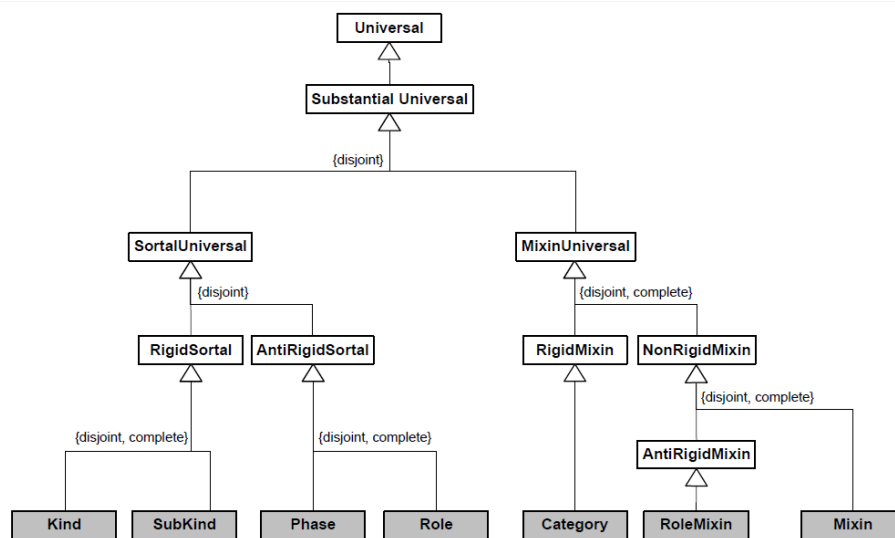 Universal
Substantial Universal
{disjoint}
SortalUniversal
MixinUniversal
{disjoint}
{disjoint, complete}
RigidSortal
AntiRigidSortal
RigidMixin
NonRigidMixin
{disjoint, complete}
{disjoint, complete}
{disjoint, complete}
AntiRigidMixin
Kind
SubKind
Phase
Role
Category
RoleMixin
Mixin